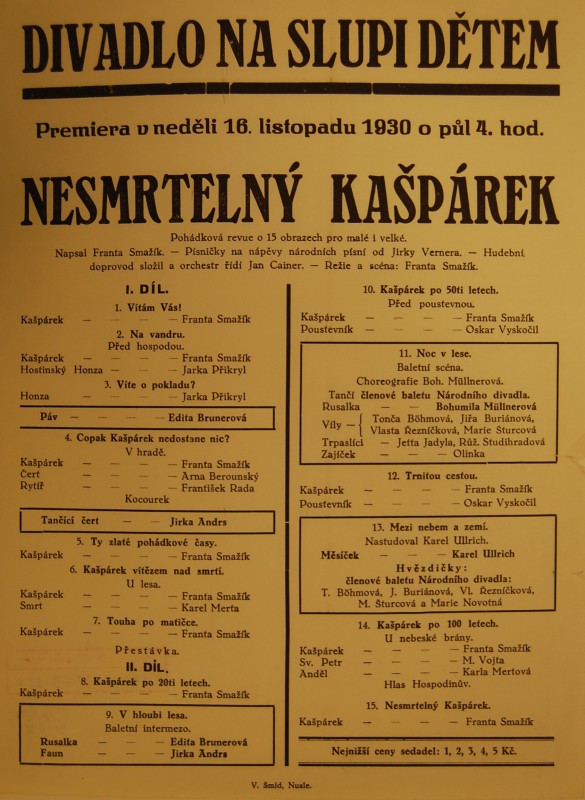 DIVADLO NA SLUPI DĚTEM
Premiera v neděli 16. listopadu 1930 o půl 4. hod.
NESMRTELNÝ KAŠPÁREK
Pohádková revue o 15 obrazech pro malé i velké.
Napsal Franta Smažík. – Písničky na nápěvy národních písní od Jirky Vernera. – Hudební
doprovod složil a orchestr řídí Jan Cainer. – Režie a scéna: Franta Smažík.
I. DÍL.
1. Vítám Vás!
Kašpárek — — — — Franta Smažík
2. Na vandru.
Před hospodou.
Kašpárek — — — — Franta Smažík
Hostinský Honza — — — Jarka Přikryl
3. Víte o pokladu?
Honza — — — — Jarka Přikryl
Páv — — — Edita Brunerová
4. Copak Kašpárek nedostane nic?
V hradě.
Kašpárek — — — — Franta Smažík
Čert — — — — Arna Berounský
Rytíř — — — — František Rada
Kocourek
Tančící čert — — Jirka Andrs
5. Ty zlaté pohádkové časy.
Kašpárek — — — — Franta Smažík
6. Kašpárek vítězem nad smrtí.
U lesa.
Kašpárek — — — — Franta Smažík
Smrt — — — — Karel Merta
7. Touha po matičce.
Kašpárek — — — — Franta Smažík
Přestávka.
II. DÍL.
8. Kašpárek po 20ti letech.
Kašpárek — — — — Franta Smažík
9. V hloubi lesa.
Baletní intermezo.
Rusalka — — — Edita Brunerová
Faun — — — Jirka Andrs
10. Kašpárek po 50ti letech.
Před poustevnou.
Kašpárek — — — — Franta Smažík
Poustevník — — — Oskar Vyskočil
11. Noc v lese.
Baletní scéna.
Choreografie Boh. Müllnerová.
Tančí členové baletu Národního divadla.
Rusalka — — — Bohumila Müllnerová
Víly — { Tonča Böhmová, Jiřa Buriánová,
Vlasta Řezníčková, Marie Šturcová
Trpaslíci — Jetta Jadyla, Růž. Studihradová
Zajíček — — — Olinka
12. Trnitou cestou.
Kašpárek — — — — Franta Smažík
Poustevník — — — Oskar Vyskočil
13. Mezi nebem a zemí.
Nastudoval Karel Ullrich.
Měsíček — — — Karel Ullrich
Hvězdičky:
členové baletu Národního divadla:
T. Böhmová, J. Buriánová, Vl. Řezníčková,
M. Šturcová a Marie Novotná
14. Kašpárek po 100 letech.
U nebeské brány.
Kašpárek — — — — Franta Smažík
Sv. Petr — — — — M. Vojta
Anděl — — — — Karla Mertová
Hlas Hospodinův.
15. Nesmrtelný Kašpárek.
Kašpárek — — — — Franta Smažík
Nejnižší ceny sedadel: 1, 2, 3, 4, 5 Kč.
V. Šmíd, Nusle.